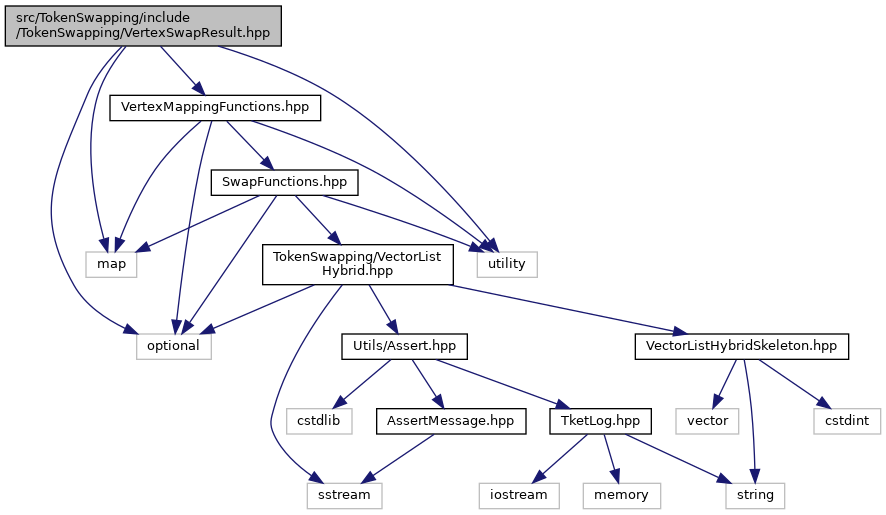 src/TokenSwapping/include
/TokenSwapping/VertexSwapResult.hpp
VertexMappingFunctions.hpp
SwapFunctions.hpp
TokenSwapping/VectorList
Hybrid.hpp
map
utility
optional
Utils/Assert.hpp
VectorListHybridSkeleton.hpp
cstdlib
AssertMessage.hpp
TketLog.hpp
vector
cstdint
sstream
iostream
memory
string